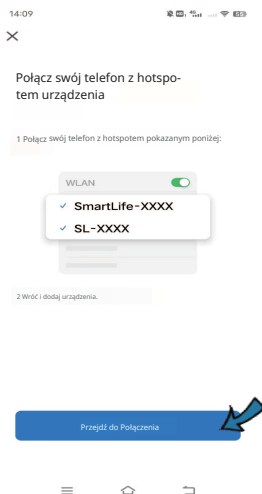 14:09
Połącz swój telefon z hotspo-
tem urządzenia
1 Połącz swój telefon z hotspotem pokazanym poniżej:
WLAN
SmartLife-XXXX
SL-XXXX
2 Wróć i dodaj urządzenia.
Przejdź do Połączenia